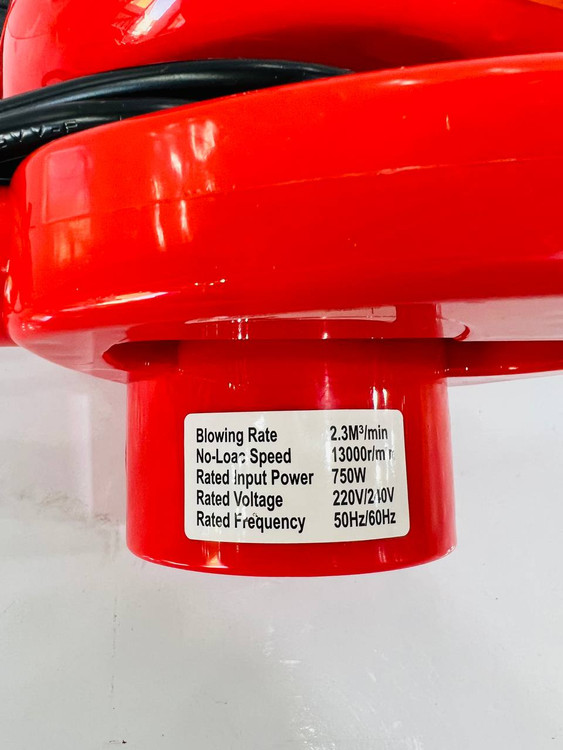 Blowing Rate 2.3M³/min
No-Load Speed 13000r/min
Rated Input Power 750W
Rated Voltage 220V/240V
Rated Frequency 50Hz/60Hz